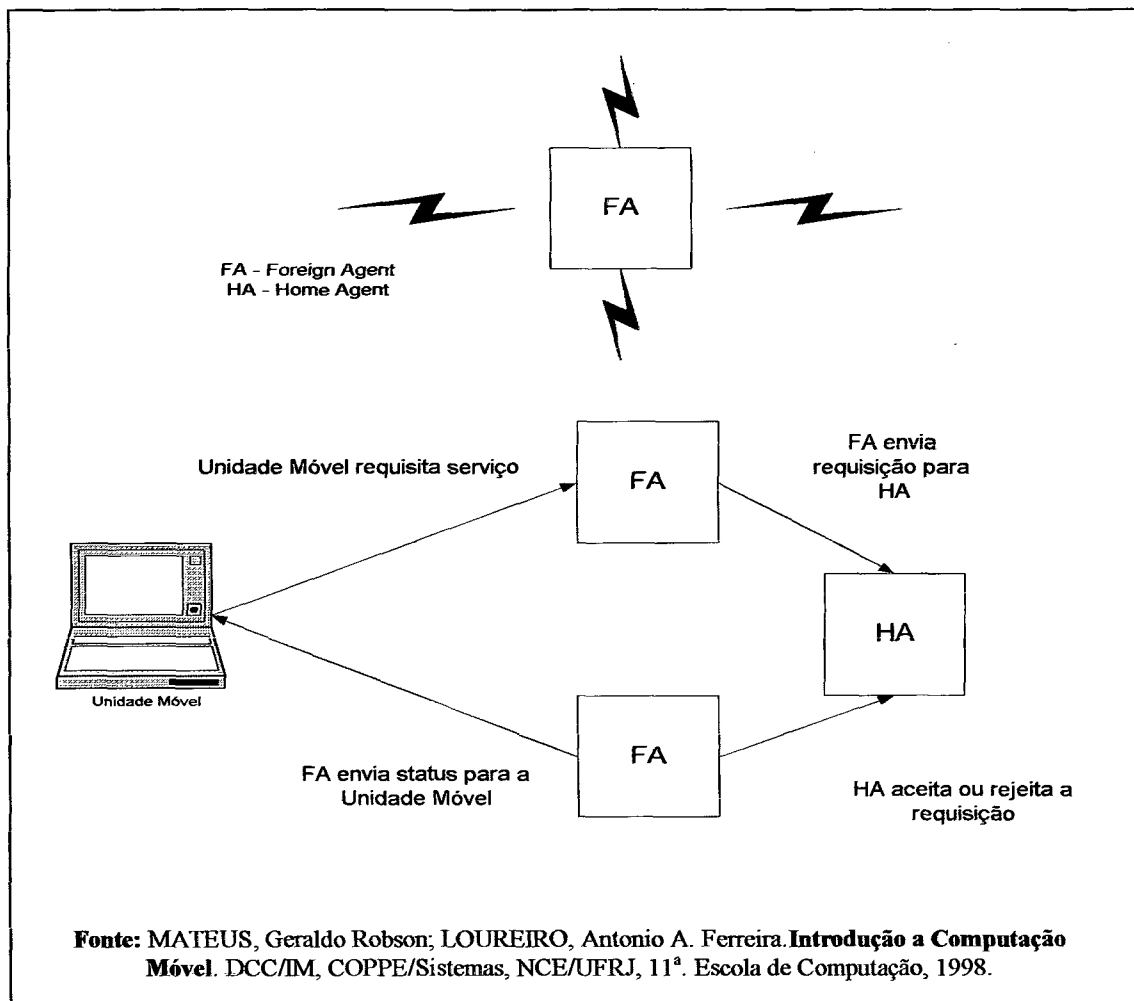 FA
FA - Foreign Agent
HA - Home Agent
Unidade Móvel requisita serviço
FA
FA envia
requisição para
HA
HA
Unidade Móvel
FA
FA envia status para a
Unidade Móvel
HA aceita ou rejeita a
requisição
Fonte: MATEUS, Geraldo Robson; LOUREIRO, Antonio A. Ferreira.Introdução a Computação
Móvel. DCC/IM, COPPE/Sistemas, NCE/UFRJ, 11ª. Escola de Computação, 1998.